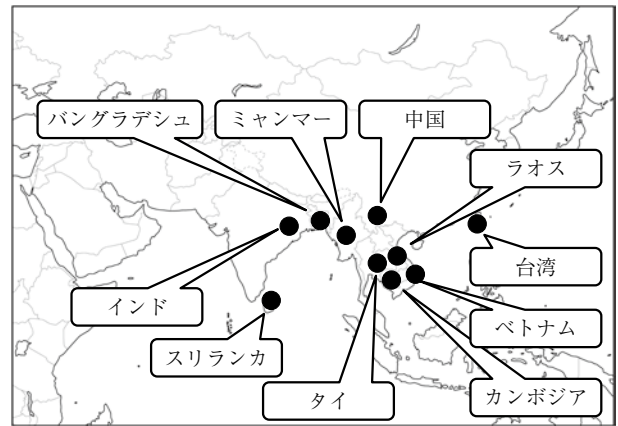 バングラデシュ
ミャンマー
中国
ラオス
台湾
インド
ベトナム
スリランカ
タイ
カンボジア